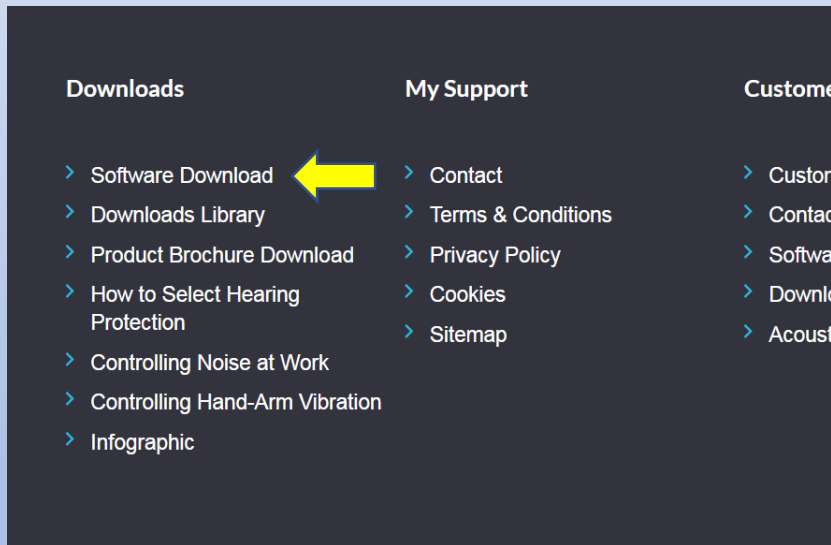 Downloads
Software Download
Downloads Library
Product Brochure Download
How to Select Hearing
Protection
Controlling Noise at Work
Controlling Hand-Arm Vibration
Infographic
My Support
Contact
Terms & Conditions
Privacy Policy
Cookies
Sitemap